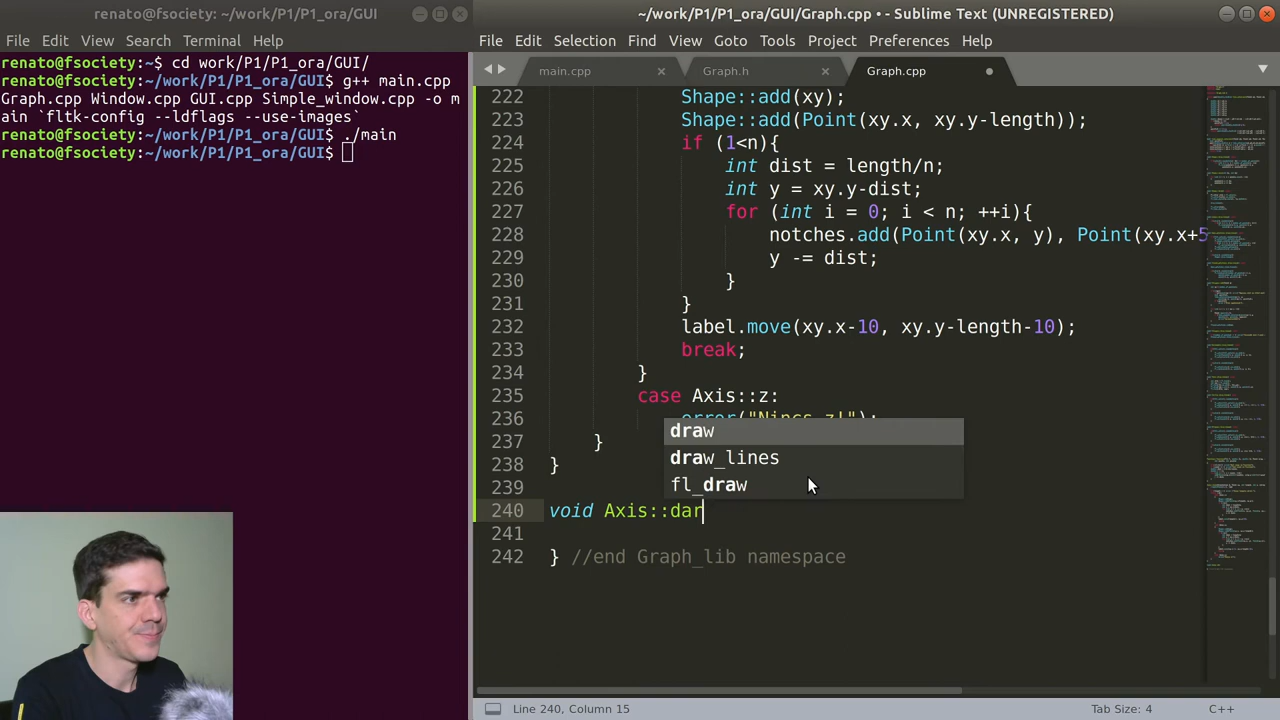 renato@fsociety: ~/work/P1/P1_ora/GUI
File Edit View Search Terminal Help
renato@fsociety:~$ cd work/P1/P1_ora/GUI/
renato@fsociety:~/work/P1/P1_ora/GUI$ g++ main.cpp
Graph.cpp Window.cpp GUI.cpp Simple_window.cpp -o m
ain `fltk-config --ldflags --use-images`
renato@fsociety:~/work/P1/P1_ora/GUI$ ./main
renato@fsociety:~/work/P1/P1_ora/GUI$
~/work/P1/P1_ora/GUI/Graph.cpp • - Sublime Text (UNREGISTERED)
File Edit Selection Find View Goto Tools Project Preferences Help
main.cpp Graph.h Graph.cpp
222 Shape::add(xy);
223 Shape::add(Point(xy.x, xy.y-length));
224 if (1<n){
225 int dist = length/n;
226 int y = xy.y-dist;
227 for (int i = 0; i < n; ++i){
228 notches.add(Point(xy.x, y), Point(xy.x+5
229 y -= dist;
230 }
231 }
232 label.move(xy.x-10, xy.y-length-10);
233 break;
234 }
235 case Axis::z:
236 error("Nincs z!");
237 }
238 }
239
240 void Axis::dar
241
242 } //end Graph_lib namespace
draw
draw_lines
fl_draw
Line 240, Column 15 Tab Size: 4 C++